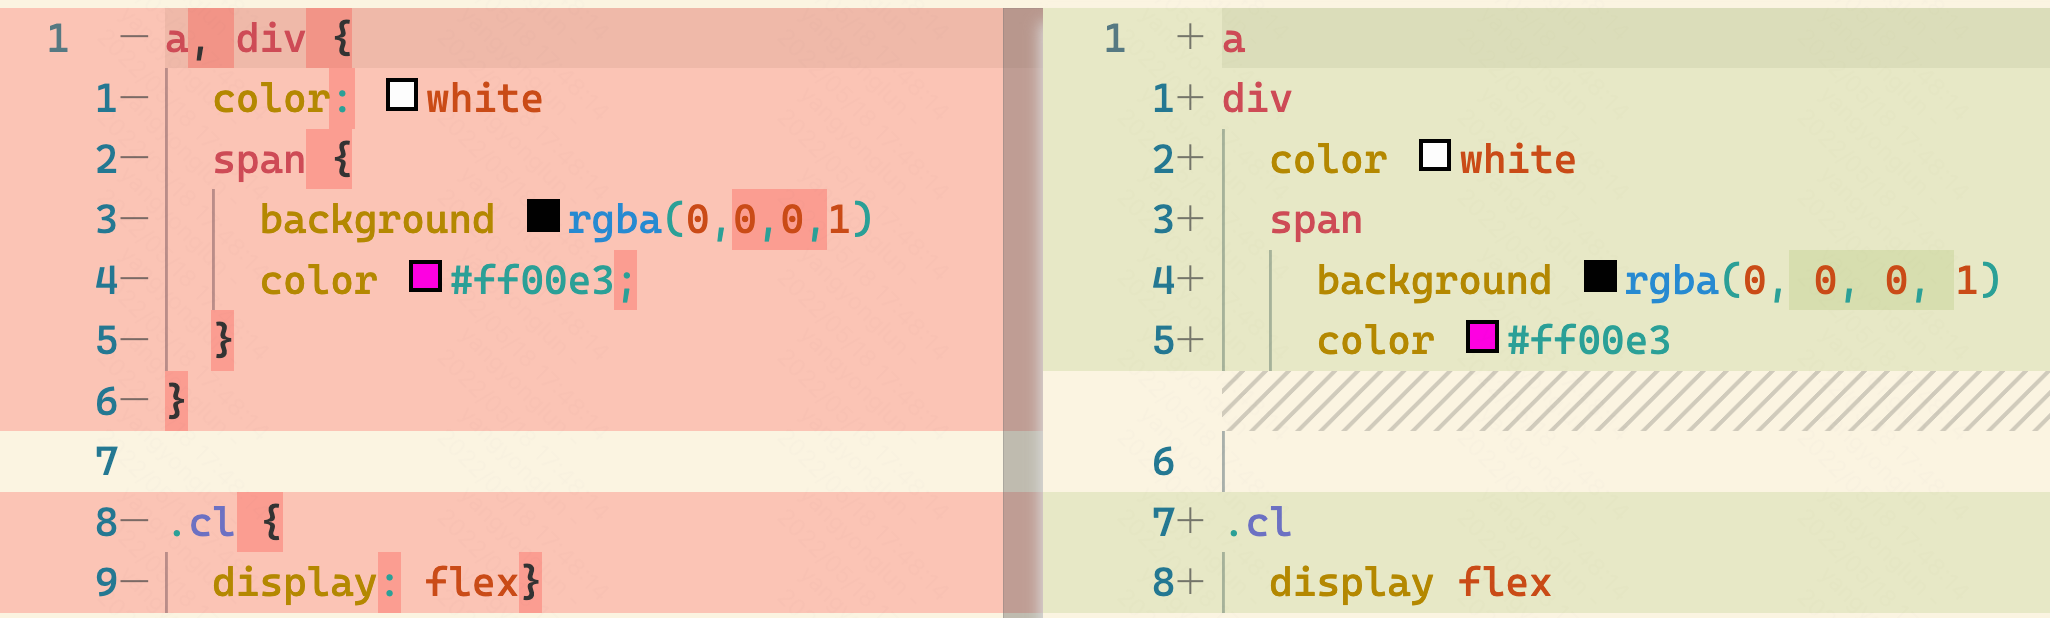 1 — a, div {
1— color: white
2— span {
3— background rgba(0,0,0,1)
4— color #ff00e3;
5— }
6— }
7
8— .cl {
9— display: flex}
1 + a
1+ div
2+ color white
3+ span
4+ background rgba(0, 0, 0, 1)
5+ color #ff00e3
6
7+ .cl
8+ display flex